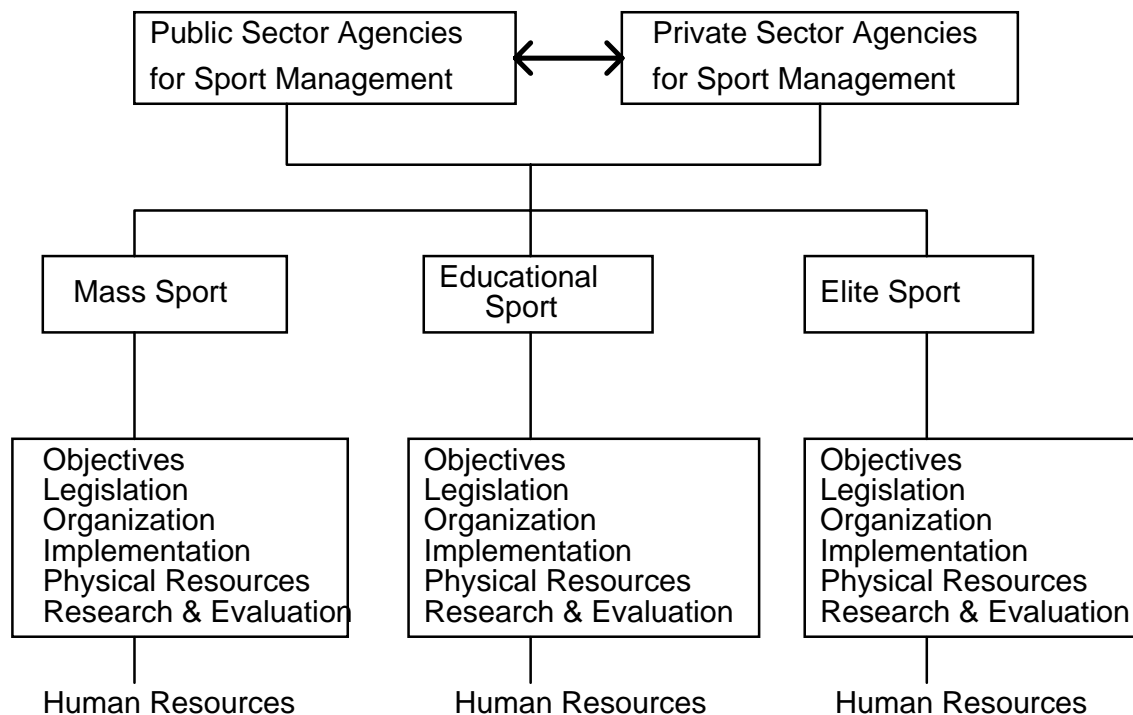 Public Sector Agencies
for Sport Management
Private Sector Agencies
for Sport Management
Mass Sport
Educational
Sport
Elite Sport
Objectives
Legislation
Organization
Implementation
Physical Resources
Research & Evaluation
Objectives
Legislation
Organization
Implementation
Physical Resources
Research & Evaluation
Objectives
Legislation
Organization
Implementation
Physical Resources
Research & Evaluation
Human Resources
Human Resources
Human Resources